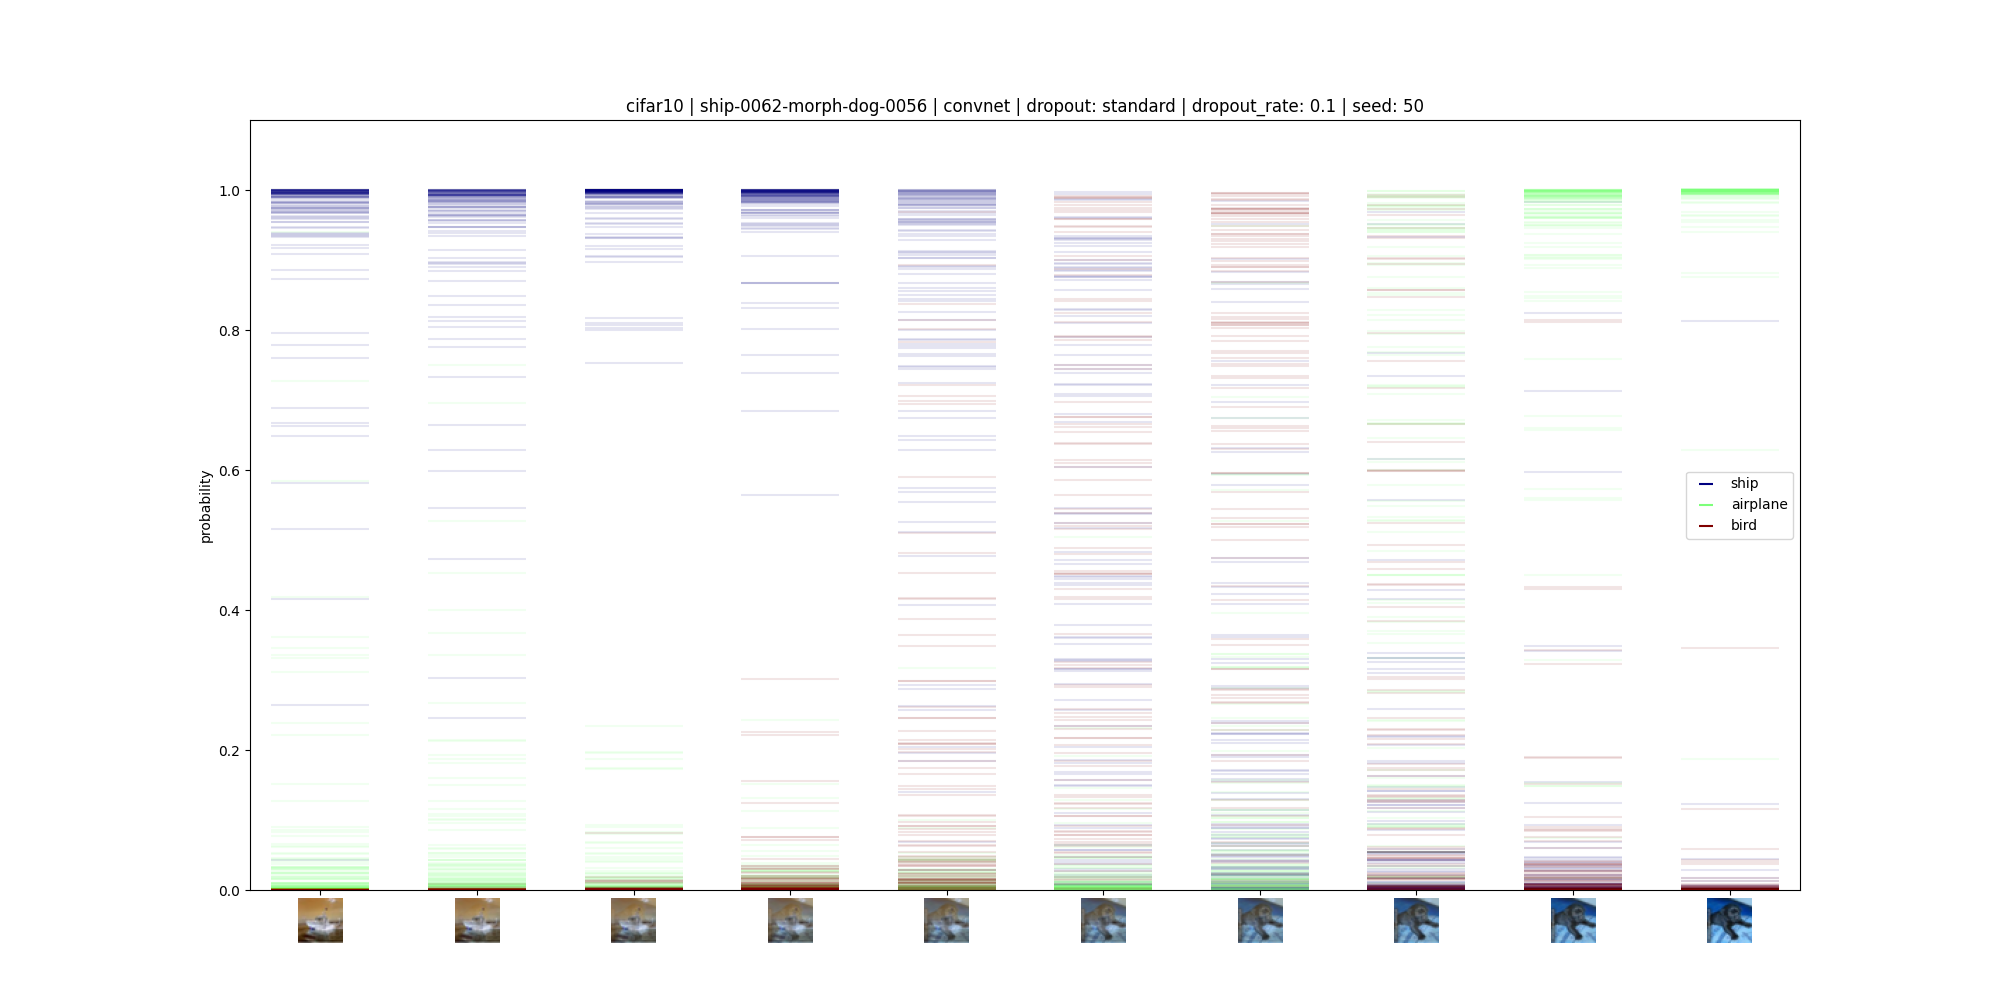 cifar10 | ship-0062-morph-dog-0056 | convnet | dropout: standard | dropout_rate: 0.1 | seed: 50
1.0
0.8
0.6
0.4
0.2
0.0
probability
ship
airplane
bird